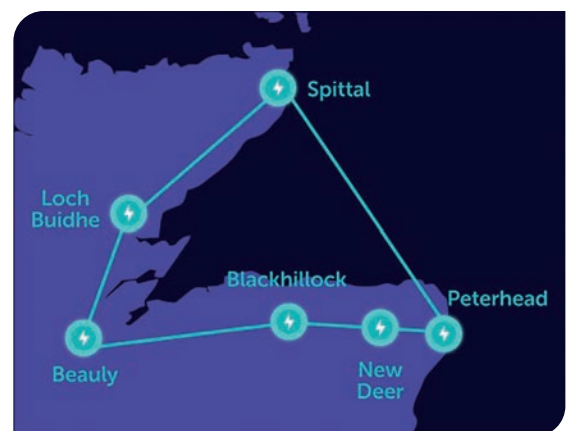 Spittal
Loch
Buidhe
Blackhillock
Peterhead
Beauly
New
Deer